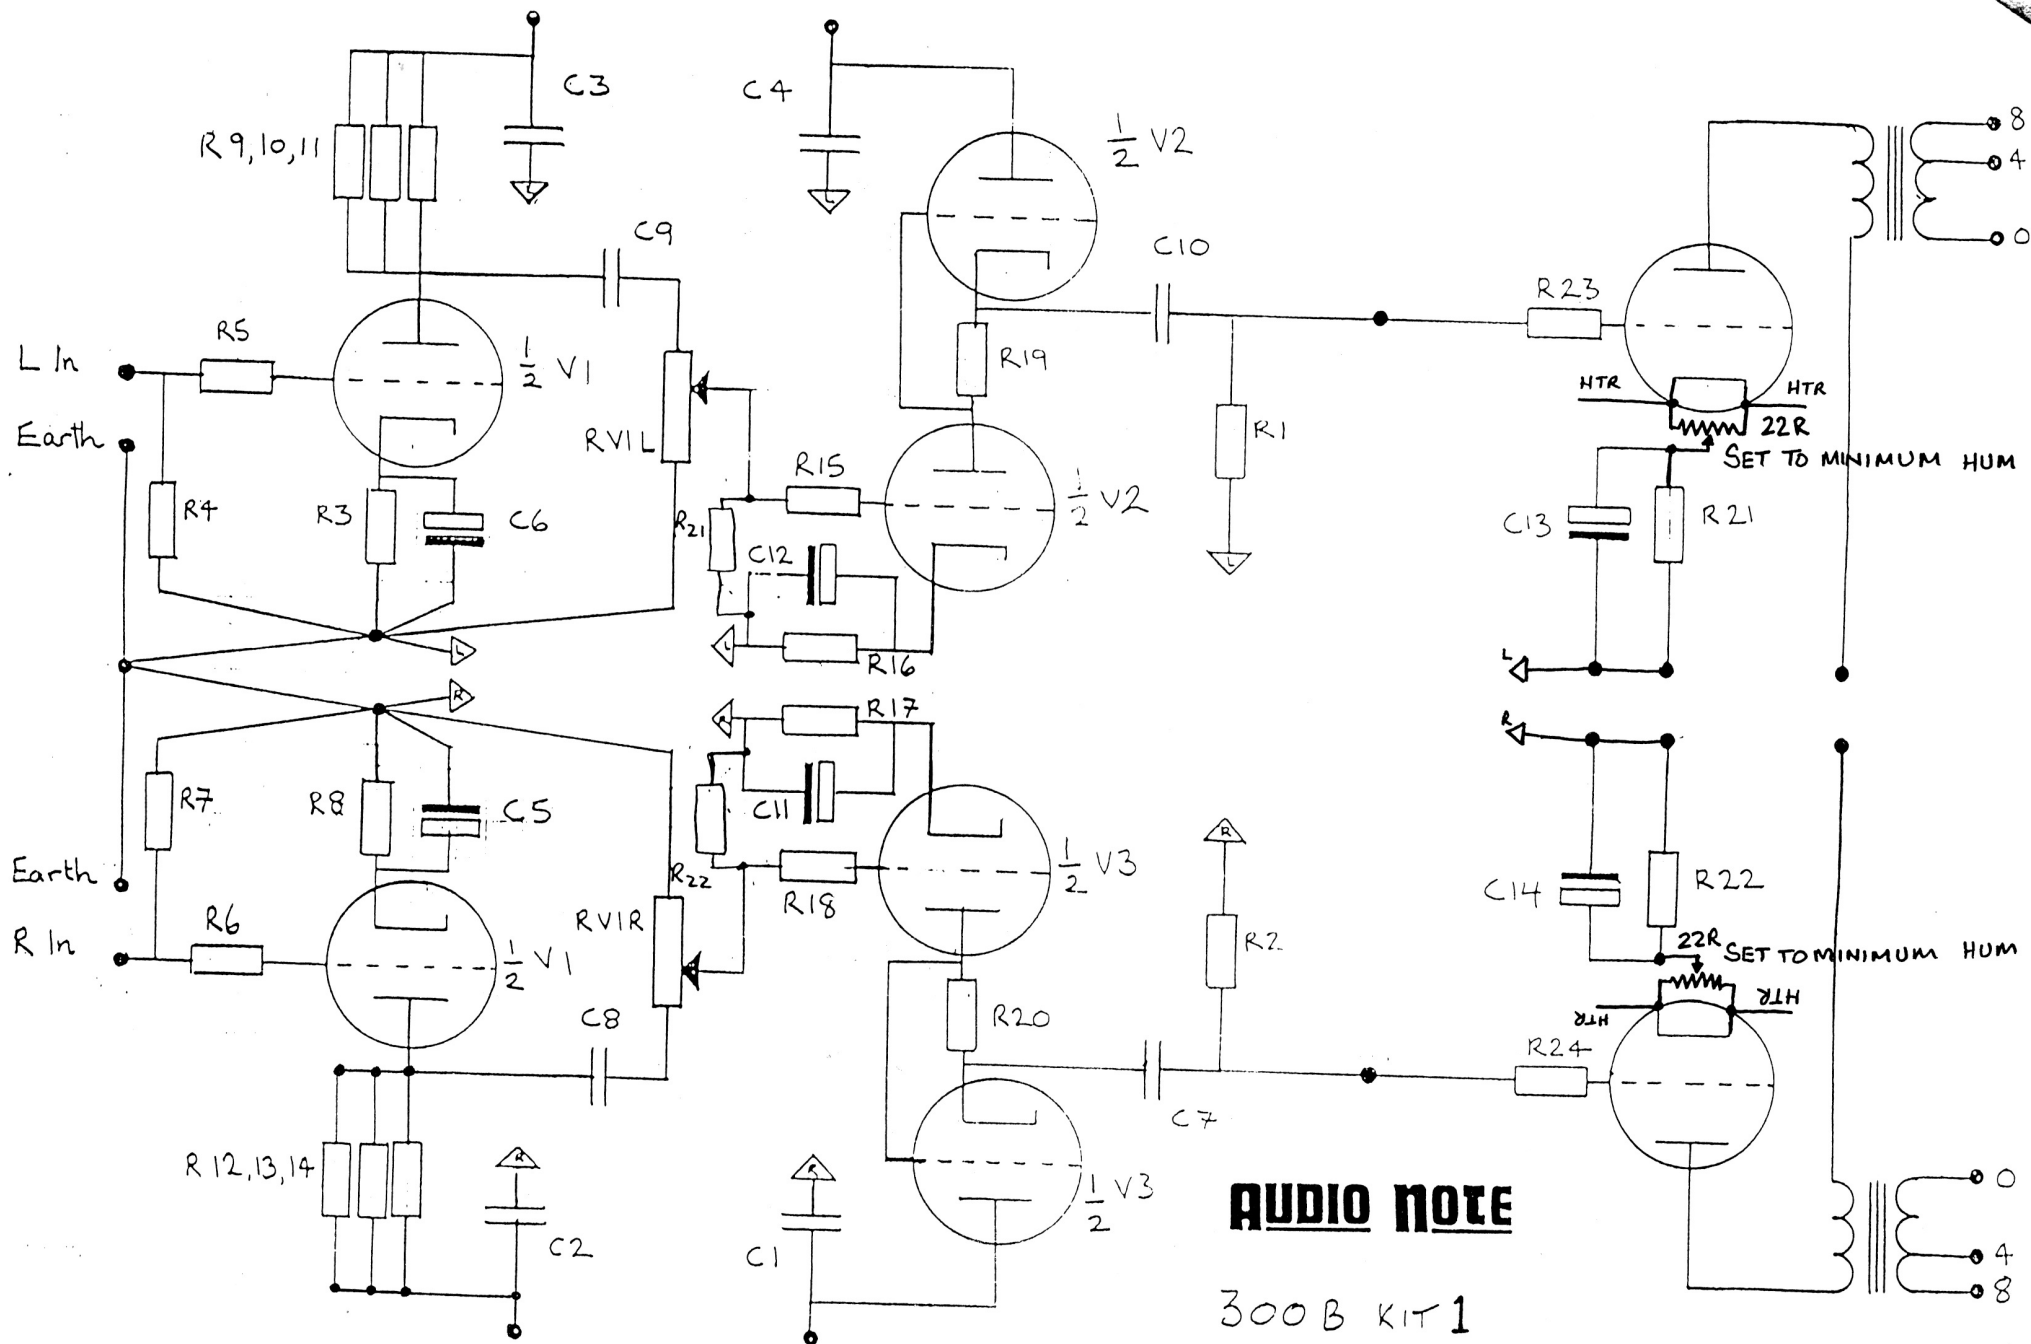 C3
C4
R 9,10,11
1/2 V2
8
4
0
C9
C10
R23
L In
R5
1/2 V1
RV1L
R19
R1
HTR
HTR
22R
SET TO MINIMUM HUM
Earth
R4
R3
C6
R21
R15
1/2 V2
C12
R16
C13
R21
L
L
L
L
L
L
R
R
R
R17
C11
R7
R8
C5
R22
R18
1/2 V3
R
R2
C14
R22
22R
SET TO MINIMUM HUM
HTR
HTR
Earth
R In
R6
1/2 V1
RV1R
C8
R20
C7
R24
R 12,13,14
R
C2
R
C1
1/2 V3
0
4
8
AUDIO NOTE
300B KIT 1